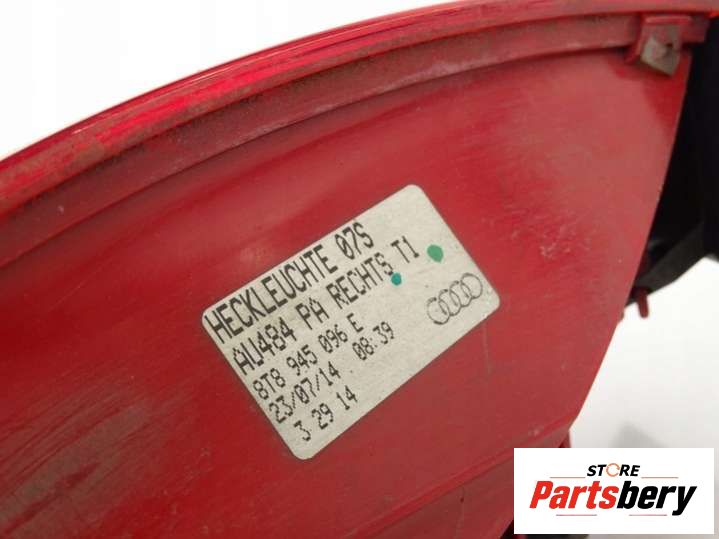 HECKLEUCHTE 07S
AU484 PA RECHTS T1
8T8 945 096 E
23/07/14 08:39
3 29 14
STORE
Partsbery